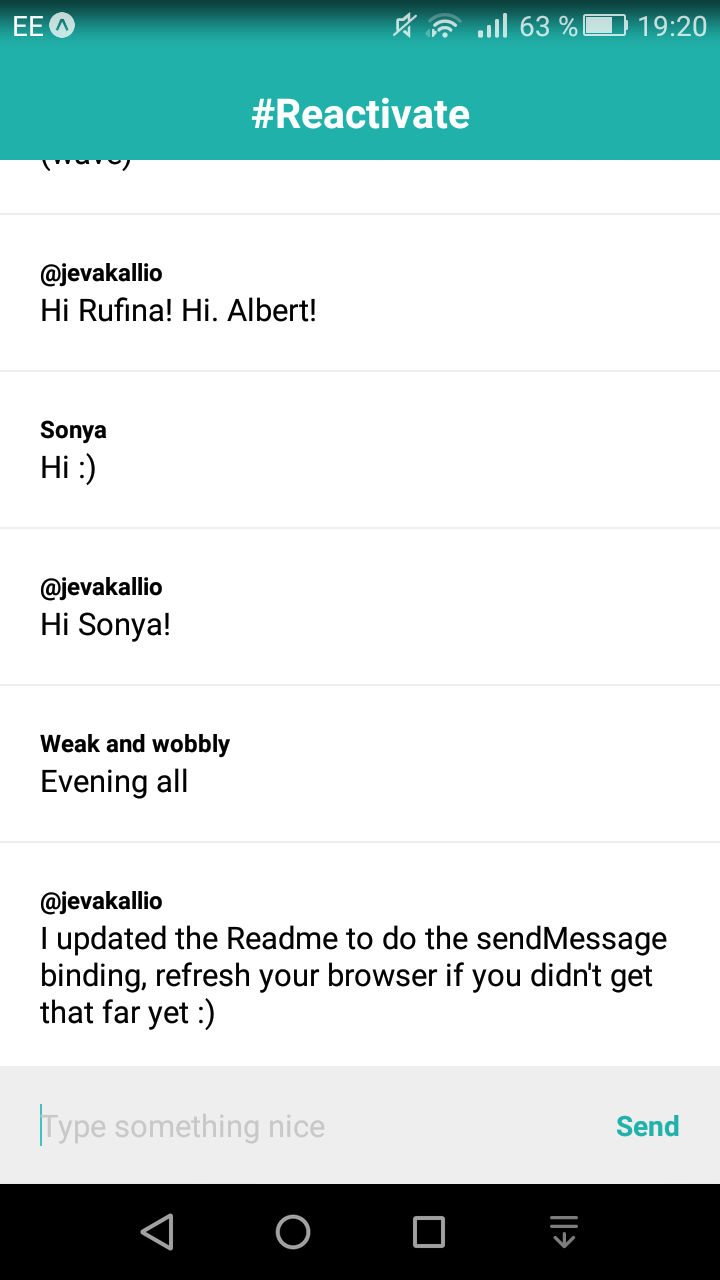 EE 63 % 19:20
#Reactivate
(wave)
@jevakallio
Hi Rufina! Hi. Albert!
Sonya
Hi :)
@jevakallio
Hi Sonya!
Weak and wobbly
Evening all
@jevakallio
I updated the Readme to do the sendMessage
binding, refresh your browser if you didn't get
that far yet :)
Type something nice Send